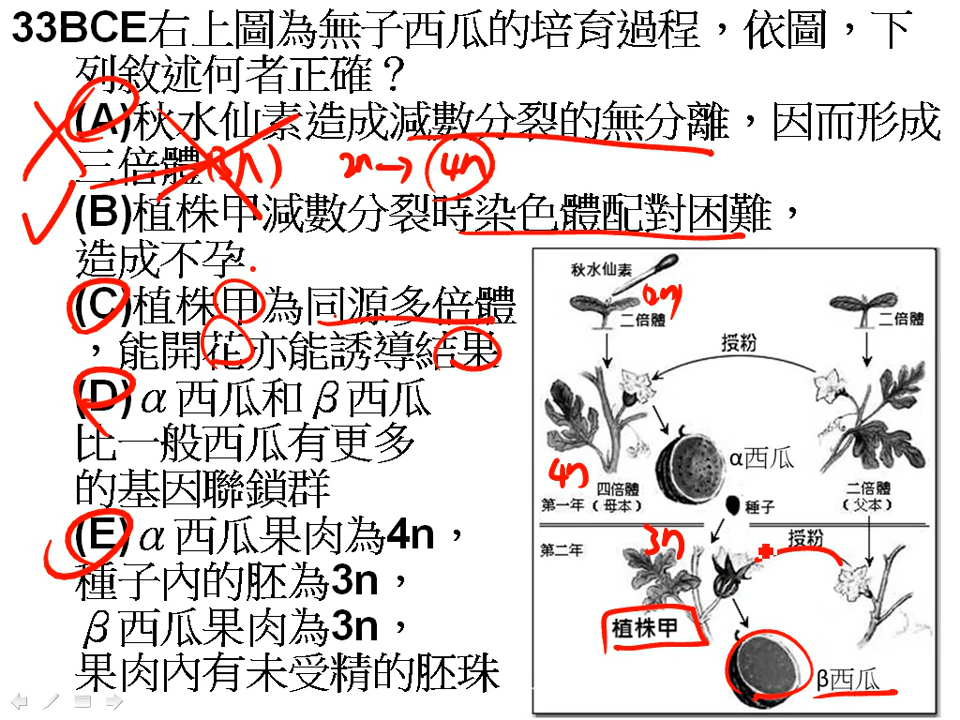 33BCE右上圖為無子西瓜的培育過程，依圖，下
列敘述何者正確？
(A)秋水仙素造成減數分裂的無分離，因而形成
三倍體(3n) 2n→4n
(B)植株甲減數分裂時染色體配對困難，
造成不孕.
(C)植株甲為同源多倍體
，能開花亦能誘導結果
(D)α西瓜和β西瓜
比一般西瓜有更多
的基因聯鎖群
(E)α西瓜果肉為4n，
種子內的胚為3n，
β西瓜果肉為3n，
果肉內有未受精的胚珠
秋水仙素
二倍體
2n
二倍體
授粉
α西瓜
4n
四倍體
二倍體
第一年
(母本)
種子
(父本)
第二年
3n
授粉
植株甲
β西瓜